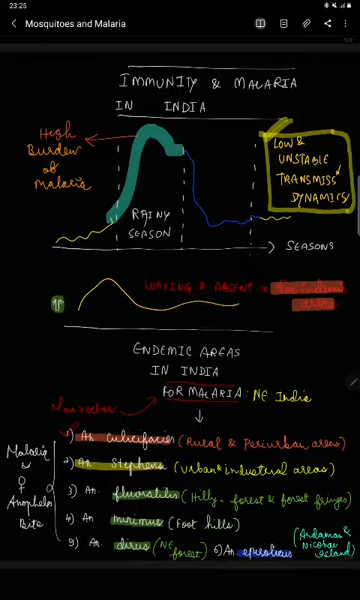 23:25
Mosquitoes and Malaria
IMMUNITY & MALARIA
IN INDIA
High
Burden
of
Malaria
LOW &
UNSTABLE
TRANSMISSN
DYNAMICS
RAINY
SEASON
SEASONS
WAXING & ABSENT in
area
ENDEMIC AREAS
IN INDIA
FOR MALARIA: NE India
Main vectors
1) An culicifacies (Rural & Periurban areas)
2) An Stephensi (urban & industrial areas)
3) An. fluviatilis (Hilly forest & forest fringes)
4) An minimus (Foot hills)
5) An dirus (NE forest) 6) An epiroticus (Andaman & Nicobar Island)
Malaria
Anopheles
Bite